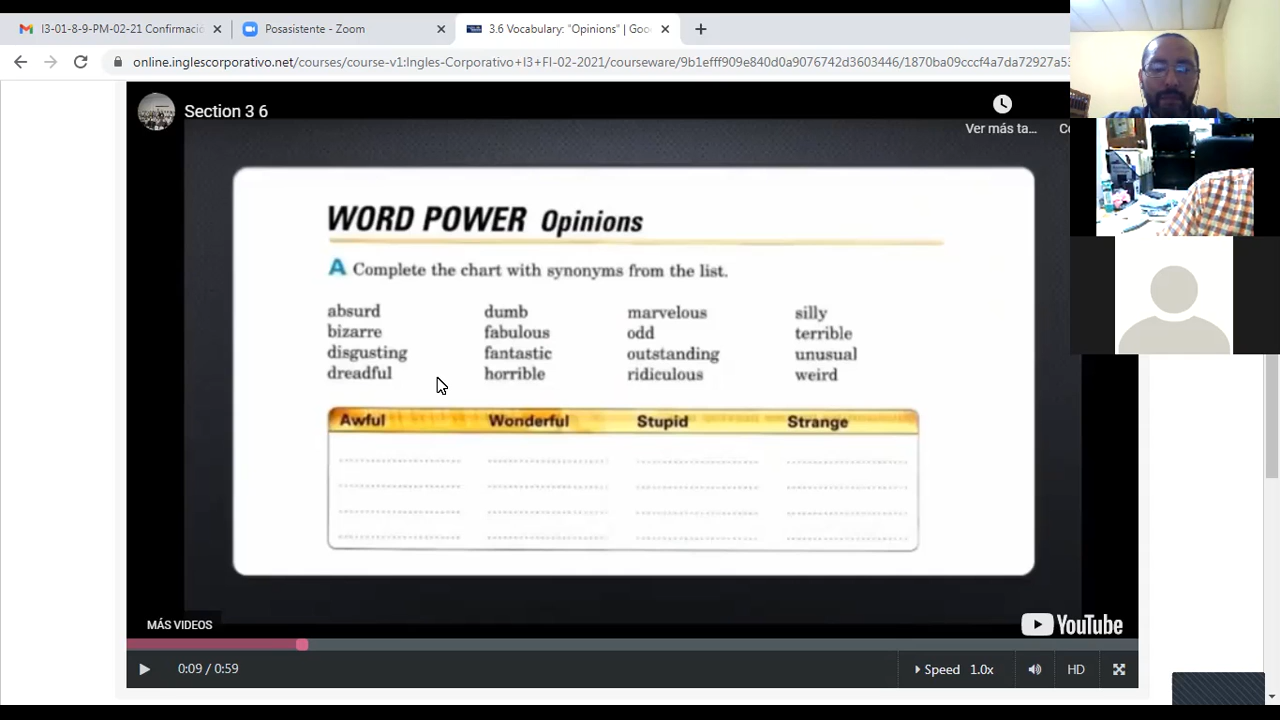 I3-01-8-9-PM-02-21 Confirmació
Posasistente - Zoom
3.6 Vocabulary: "Opinions" | Goo
online.inglescorporativo.net/courses/course-v1:Ingles-Corporativo+I3+FI-02-2021/courseware/9b1efff909e840d0a9070742d3603446/1870ba09cccf4a7da72927a53
Section 3 6
Ver más ta...
WORD POWER Opinions
A Complete the chart with synonyms from the list.
absurd dumb marvelous silly
bizarre fabulous odd terrible
disgusting fantastic outstanding unusual
dreadful horrible ridiculous weird
Awful Wonderful Stupid Strange
MÁS VIDEOS
YouTube
0:09 / 0:59
Speed 1.0x
HD